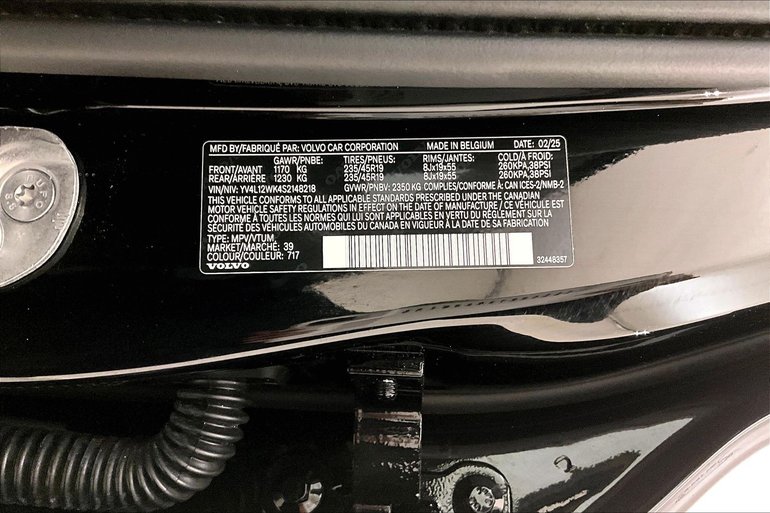 MFD BY/FABRIQUÉ PAR: VOLVO CAR CORPORATION MADE IN BELGIUM DATE: 02/25
GAWR/PNBE: TIRES/PNEUS: RIMS/JANTES: COLD/À FROID:
FRONT/AVANT 1170 KG 235/45R19 8Jx19x55 260KPA,38PSI
REAR/ARRIÈRE 1230 KG 235/45R19 8Jx19x55 260KPA,38PSI
VIN/NIV: YV4L12WK4S2148218 GVWR/PNBV: 2350 KG COMPLIES/CONFORME À: CAN ICES-2/NMB-2
THIS VEHICLE CONFORMS TO ALL APPLICABLE STANDARDS PRESCRIBED UNDER THE CANADIAN
MOTOR VEHICLE SAFETY REGULATIONS IN EFFECT ON THE DATE OF MANUFACTURE / CE VÉHICULE EST
CONFORME À TOUTES LES NORMES QUI LUI SONT APPLICABLES EN VERTU DU RÈGLEMENT SUR LA
SÉCURITÉ DES VÉHICULES AUTOMOBILES DU CANADA EN VIGUEUR À LA DATE DE SA FABRICATION
TYPE: MPV/VTUM,
MARKET/MARCHE: 39
COLOUR/COULEUR: 717
VOLVO 32448357